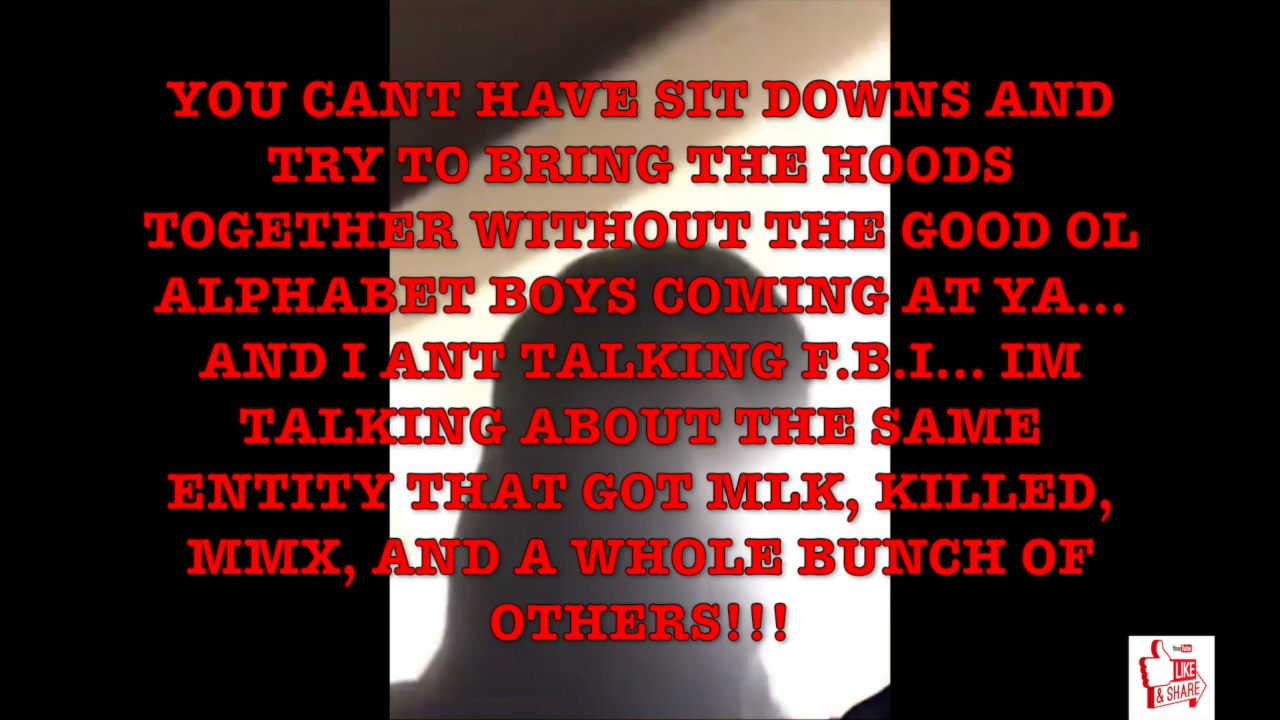 YOU CANT HAVE SIT DOWNS AND
TRY TO BRING THE HOODS
TOGETHER WITHOUT THE GOOD OL
ALPHABET BOYS COMING AT YA...
AND I ANT TALKING F.B.I... IM
TALKING ABOUT THE SAME
ENTITY THAT GOT MLK, KILLED,
MMX, AND A WHOLE BUNCH OF
OTHERS!!!
YouTube
LIKE
& SHARE